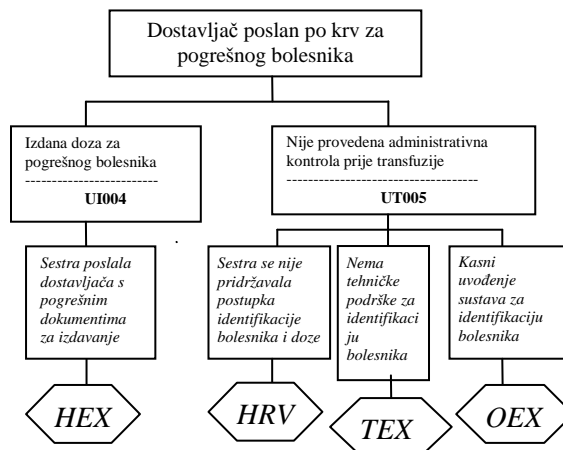 Dostavljač poslan po krv za
pogrešnog bolesnika
Izdana doza za
pogrešnog bolesnika
-------------------------
UI004
Nije provedena administrativna
kontrola prije transfuzije
------------------------------------
UT005
Sestra poslala
dostavljača s
pogrešnim
dokumentima
za izdavanje
Sestra se nije
pridržavala
postupka
identifikacije
bolesnika i doze
Nema
tehničke
podrške za
identifikaci
ju
bolesnika
Kasni
uvođenje
sustava za
identifikaciju
bolesnika
HEX
HRV
TEX
OEX